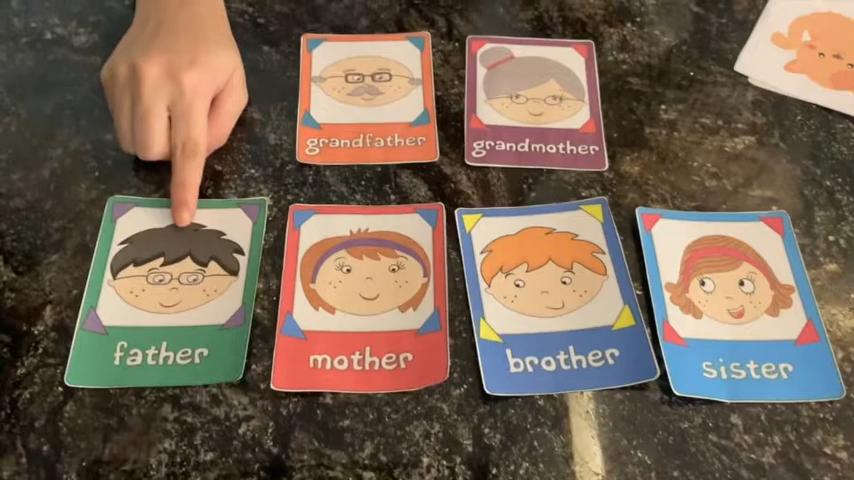 grandfather
grandmother
father
mother
brother
sister